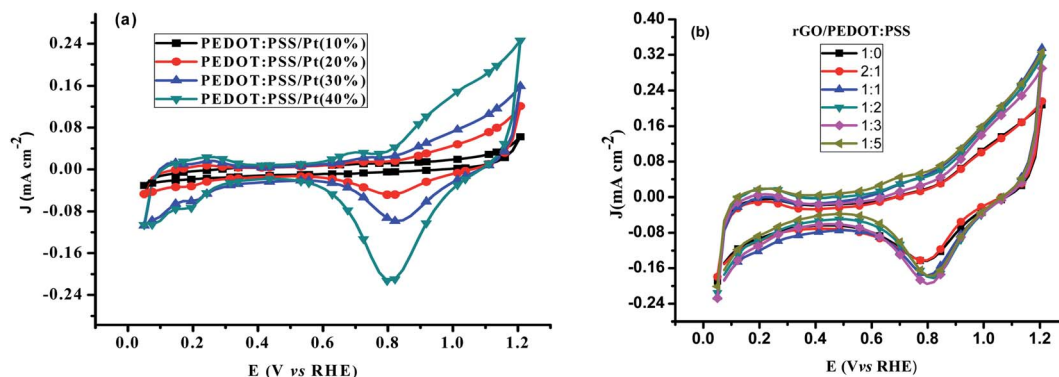 (a)
PEDOT:PSS/Pt(10%)
PEDOT:PSS/Pt(20%)
PEDOT:PSS/Pt(30%)
PEDOT:PSS/Pt(40%)
J (mA cm-2)
0.24
0.16
0.08
0.00
-0.08
-0.16
-0.24
0.0 0.2 0.4 0.6 0.8 1.0 1.2
E (V vs RHE)
(b)
rGO/PEDOT:PSS
1:0
2:1
1:1
1:2
1:3
1:5
J(mA cm-2)
0.40
0.32
0.24
0.16
0.08
0.00
-0.08
-0.16
-0.24
0.0 0.2 0.4 0.6 0.8 1.0 1.2
E (Vvs RHE)